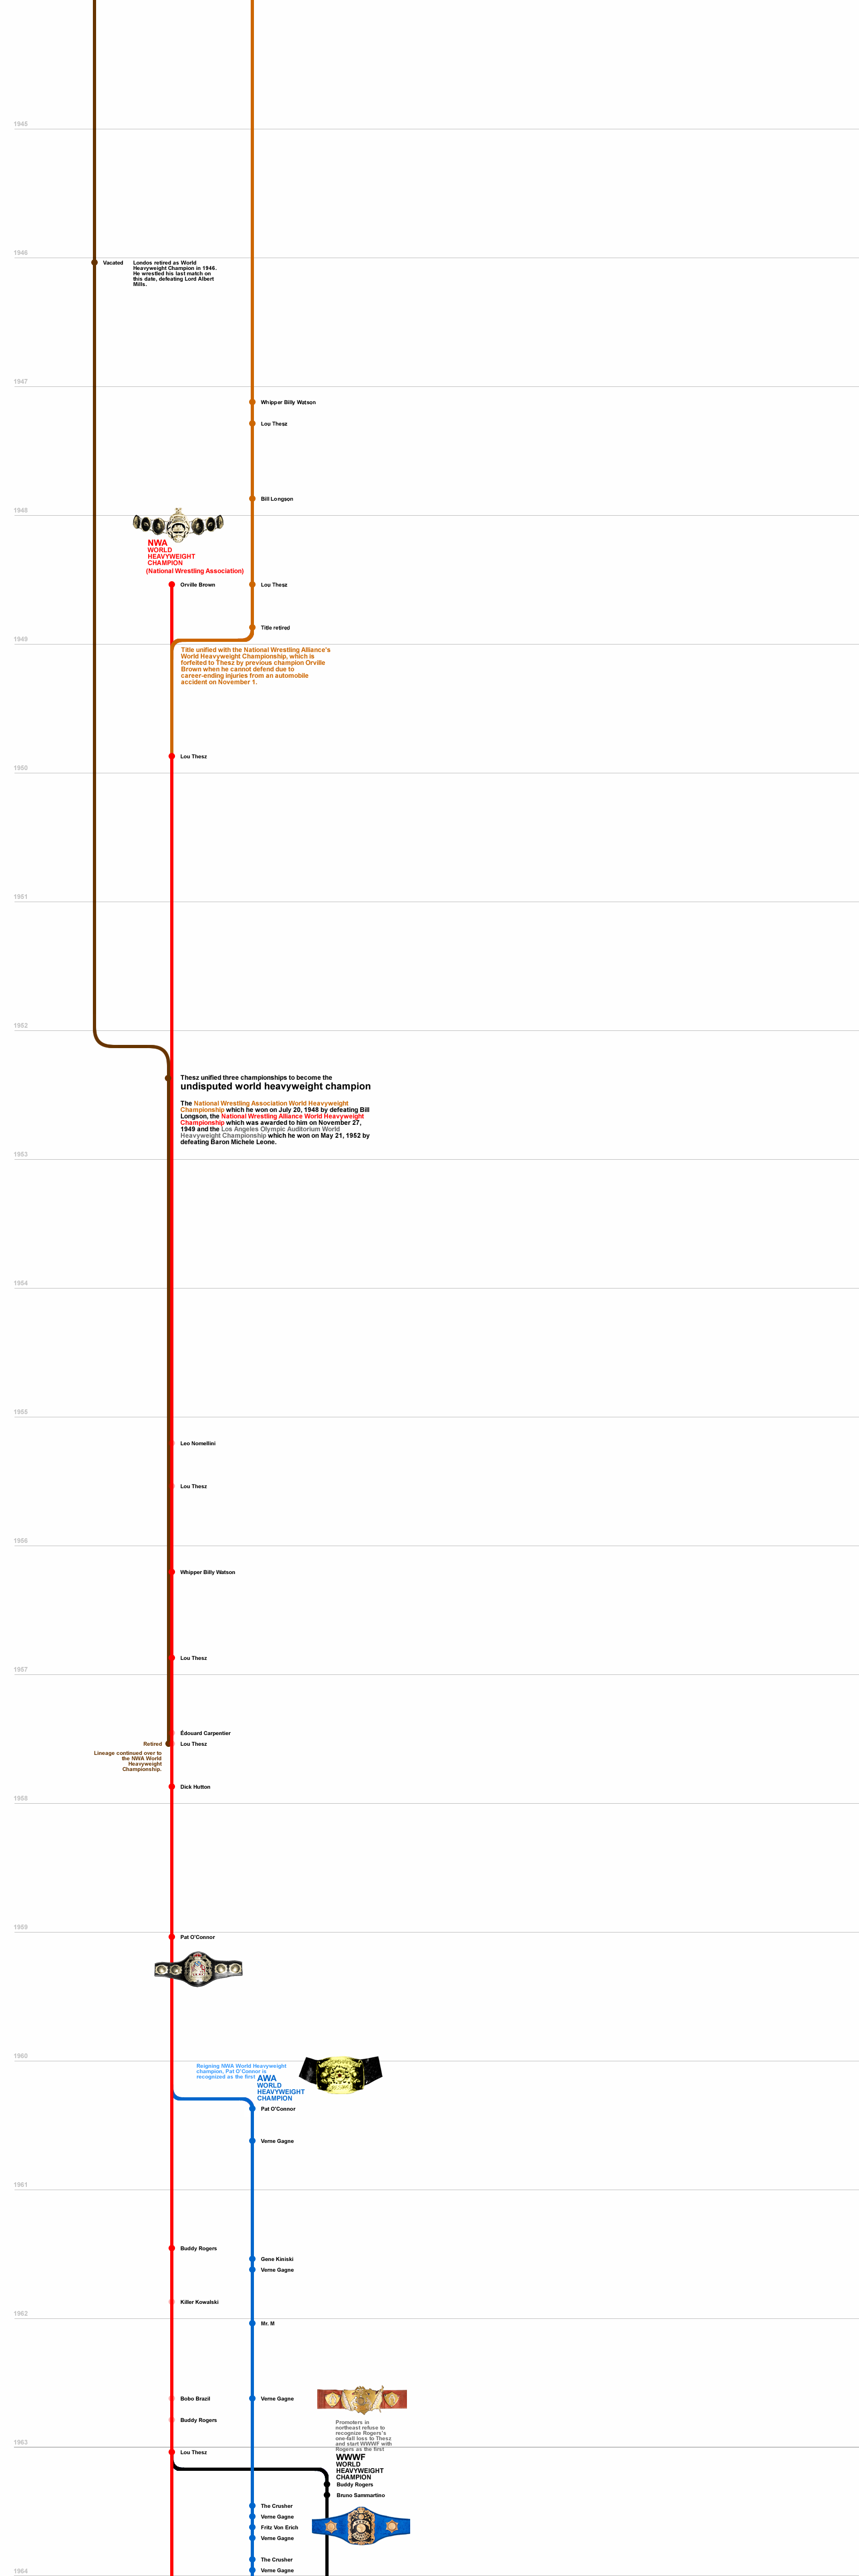 1945
1946
Vacated
Londos retired as World
Heavyweight Champion in 1946.
He wrestled his last match on
this date, defeating Lord Albert
Mills.
1947
Whipper Billy Watson
Lou Thesz
Bill Longson
1948
NWA
WORLD
HEAVYWEIGHT
CHAMPION
(National Wrestling Association)
Orville Brown
Lou Thesz
Title retired
1949
Title unified with the National Wrestling Alliance's
World Heavyweight Championship, which is
forfeited to Thesz by previous champion Orville
Brown when he cannot defend due to
career-ending injuries from an automobile
accident on November 1.
Lou Thesz
1950
1951
1952
Thesz unified three championships to become the
undisputed world heavyweight champion
The National Wrestling Association World Heavyweight
Championship which he won on July 20, 1948 by defeating Bill
Longson, the National Wrestling Alliance World Heavyweight
Championship which was awarded to him on November 27,
1949 and the Los Angeles Olympic Auditorium World
Heavyweight Championship which he won on May 21, 1952 by
defeating Baron Michele Leone.
1953
1954
1955
Leo Nomellini
Lou Thesz
1956
Whipper Billy Watson
Lou Thesz
1957
Édouard Carpentier
Retired
Lou Thesz
Lineage continued over to
the NWA World
Heavyweight
Championship.
Dick Hutton
1958
1959
Pat O'Connor
1960
Reigning NWA World Heavyweight
champion, Pat O'Connor is
recognized as the first
AWA
WORLD
HEAVYWEIGHT
CHAMPION
Pat O'Connor
Verne Gagne
1961
Buddy Rogers
Gene Kiniski
Verne Gagne
Killer Kowalski
1962
Mr. M
Bobo Brazil
Verne Gagne
Buddy Rogers
Promoters in
northeast refuse to
recognize Rogers's
one-fall loss to Thesz
and start WWWF with
Rogers as the first
1963
Lou Thesz
WWWF
WORLD
HEAVYWEIGHT
CHAMPION
Buddy Rogers
Bruno Sammartino
The Crusher
Verne Gagne
Fritz Von Erich
Verne Gagne
The Crusher
Verne Gagne
1964